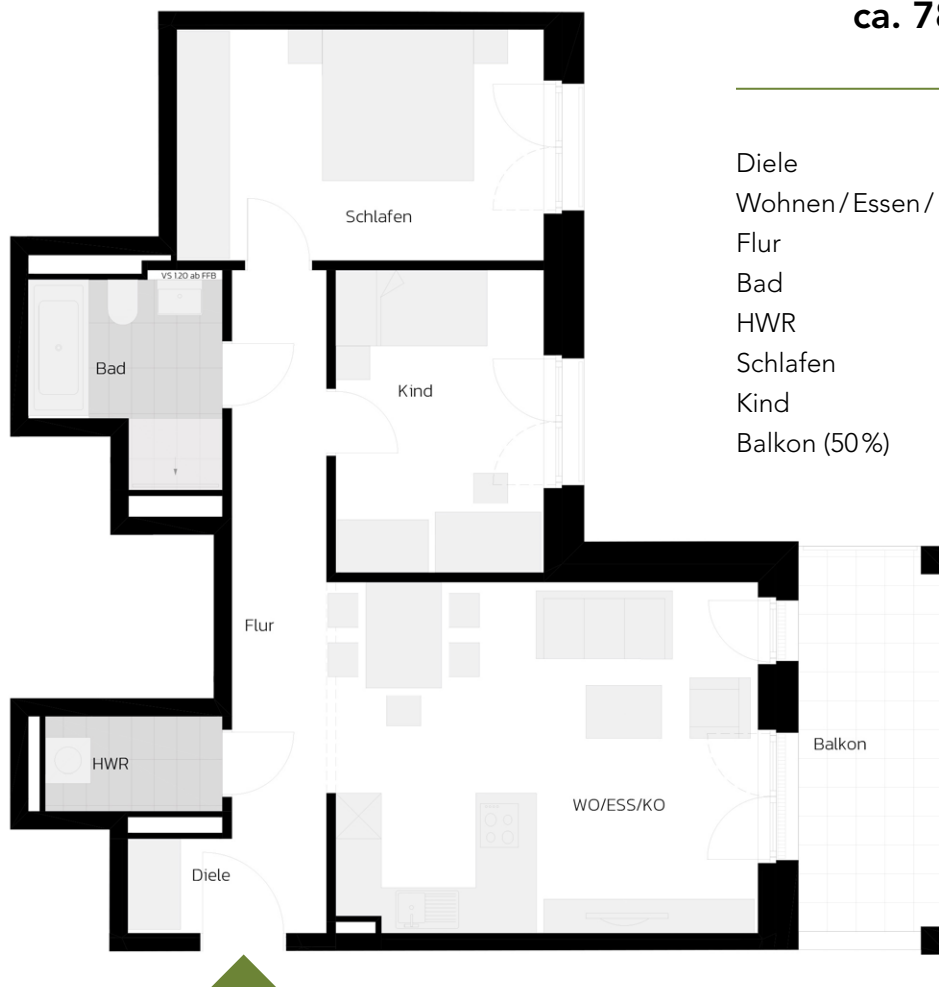 ca. 78
Diele
Wohnen / Essen /
Flur
Bad
HWR
Schlafen
Kind
Balkon (50 %)
Schlafen
VS 120 ab FFB
Bad
Kind
Flur
Balkon
HWR
WO/ESS/KO
Diele